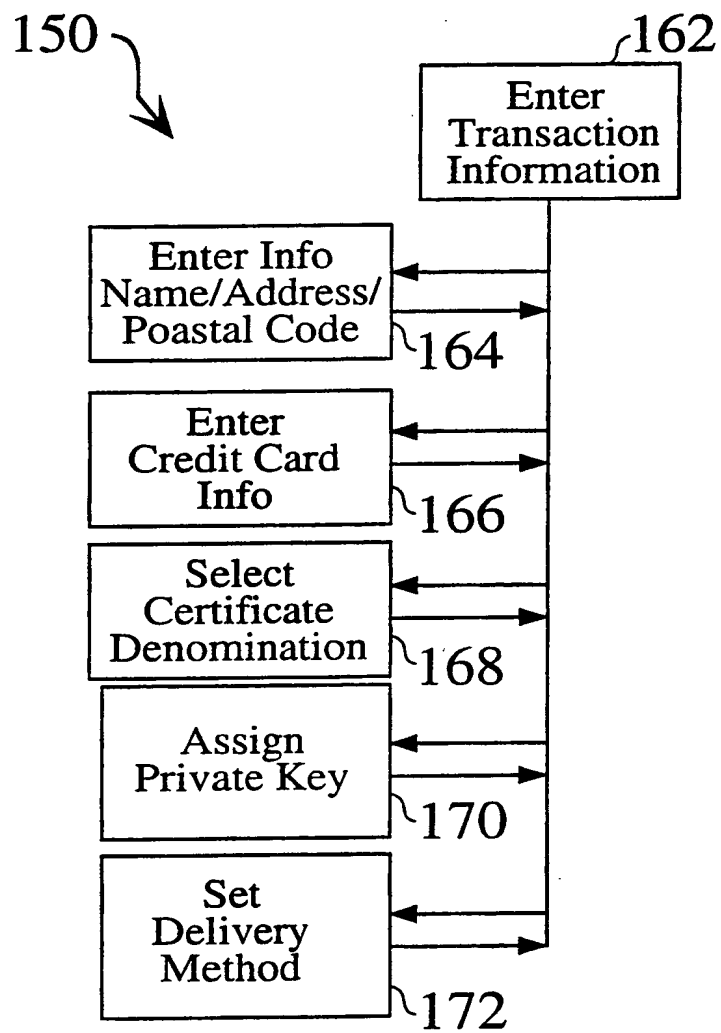 150
162
Enter
Transaction
Information
Enter Info
Name/Address/
Poastal Code
164
Enter
Credit Card
Info
166
Select
Certificate
Denomination
168
Assign
Private Key
170
Set
Delivery
Method
172